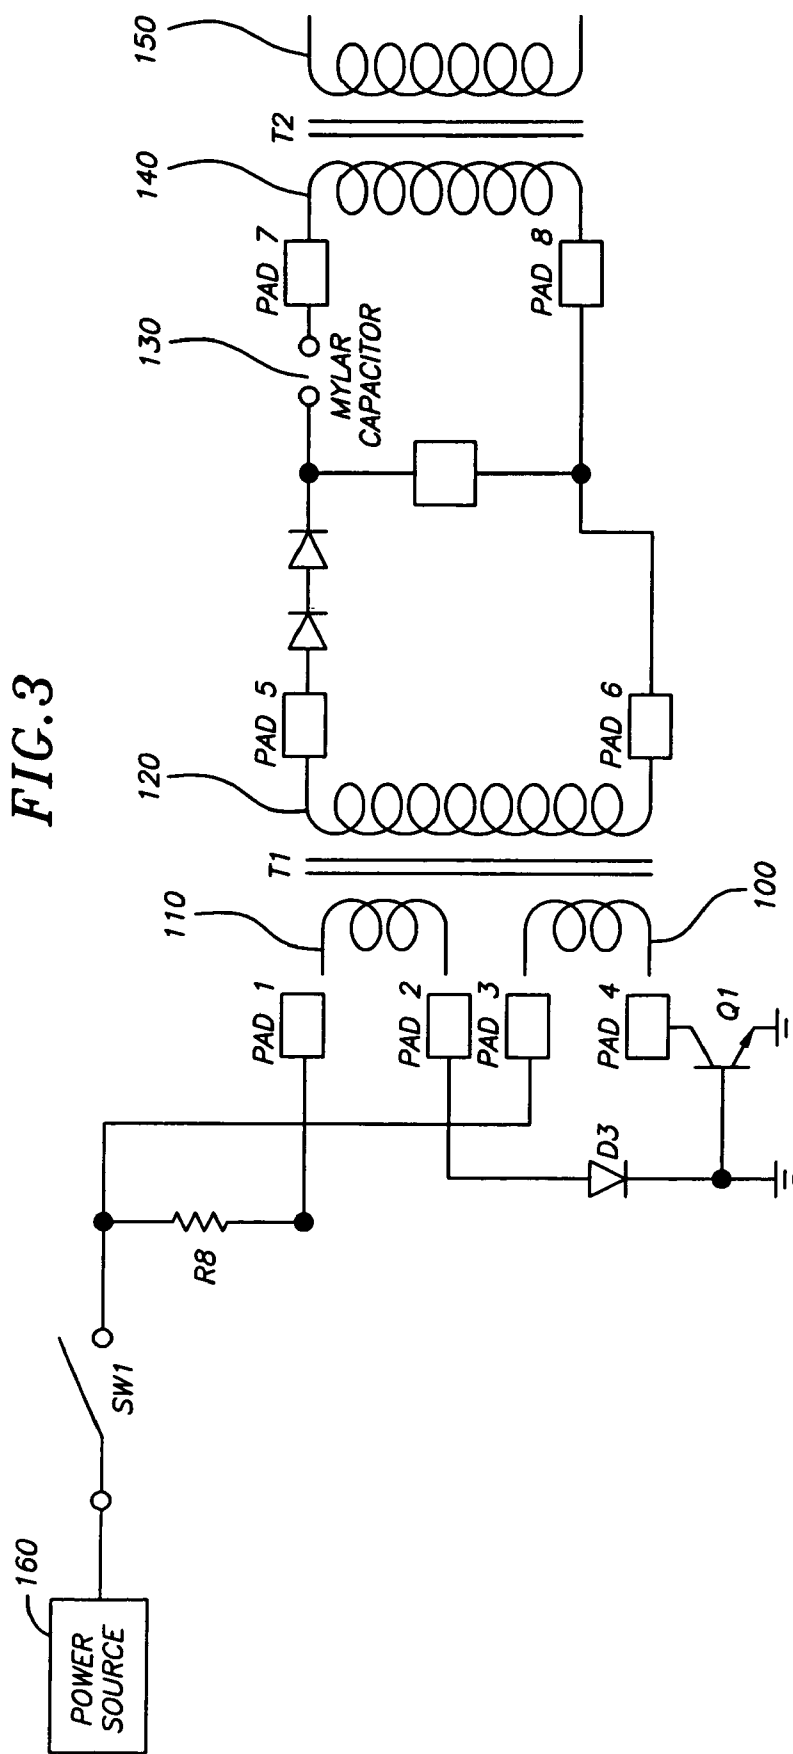 FIG.3
160
POWER
SOURCE
SW1
R8
D3
Q1
PAD 1
PAD 2
PAD 3
PAD 4
110
100
T1
120
PAD 5
PAD 6
130
MYLAR
CAPACITOR
PAD 7
PAD 8
140
T2
150